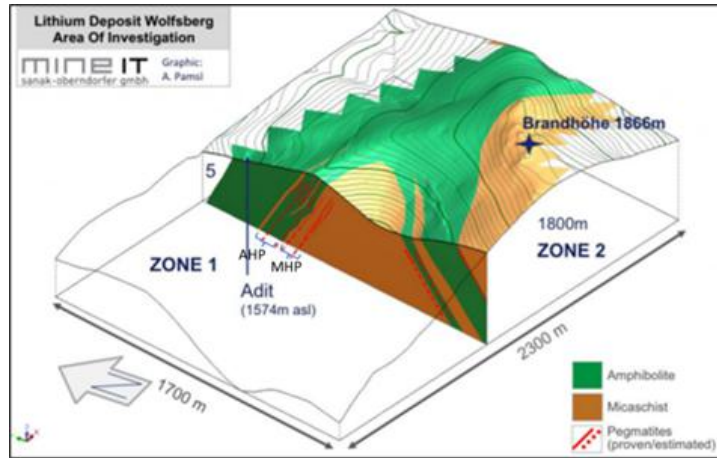 Lithium Deposit Wolfsberg
Area Of Investigation
mine IT
sanak-oberndorfer gmbh
Graphic:
A. Pamsl
Brandhöhe 1866m
5
1800m
ZONE 1
AHP
MHP
ZONE 2
Adit
(1574m asl)
1700 m
2300 m
Amphibolite
Micaschist
Pegmatites
(proven/estimated)